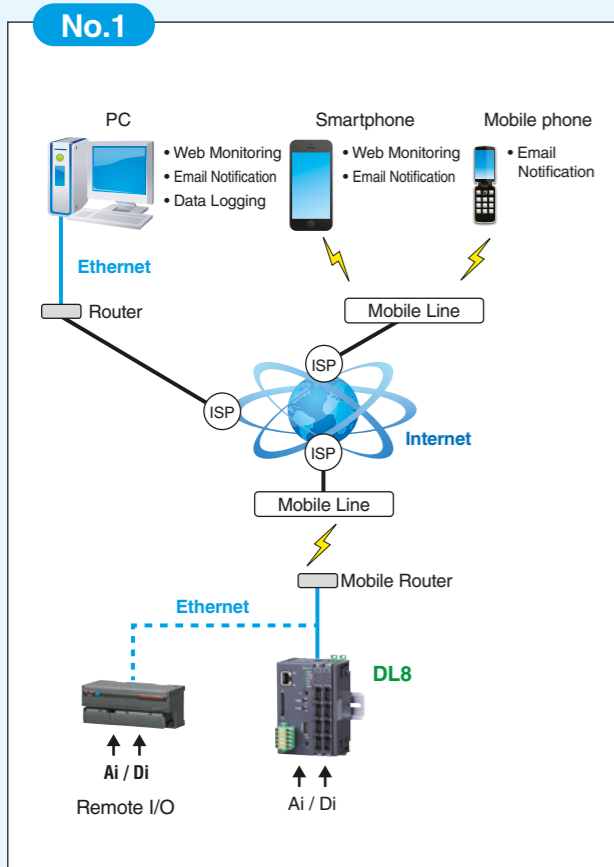 No.1
PC
• Web Monitoring
• Email Notification
• Data Logging
Smartphone
• Web Monitoring
• Email Notification
Mobile phone
• Email
Notification
Ethernet
Router
Mobile Line
ISP
ISP
Internet
ISP
Mobile Line
Mobile Router
Ethernet
DL8
Ai / Di
Remote I/O
Ai / Di